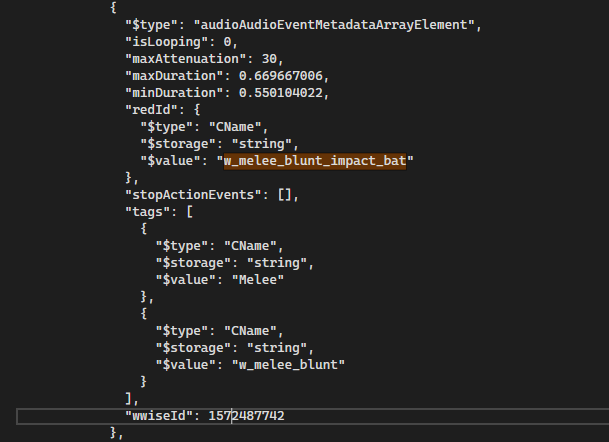 {
"$type": "audioAudioEventMetadataArrayElement",
"isLooping": 0,
"maxAttenuation": 30,
"maxDuration": 0.669667006,
"minDuration": 0.550104022,
"redId": {
"$type": "CName",
"$storage": "string",
"$value": "w_melee_blunt_impact_bat"
},
"stopActionEvents": [],
"tags": [
{
"$type": "CName",
"$storage": "string",
"$value": "Melee"
},
{
"$type": "CName",
"$storage": "string",
"$value": "w_melee_blunt"
}
],
"wwiseId": 1572487742
},